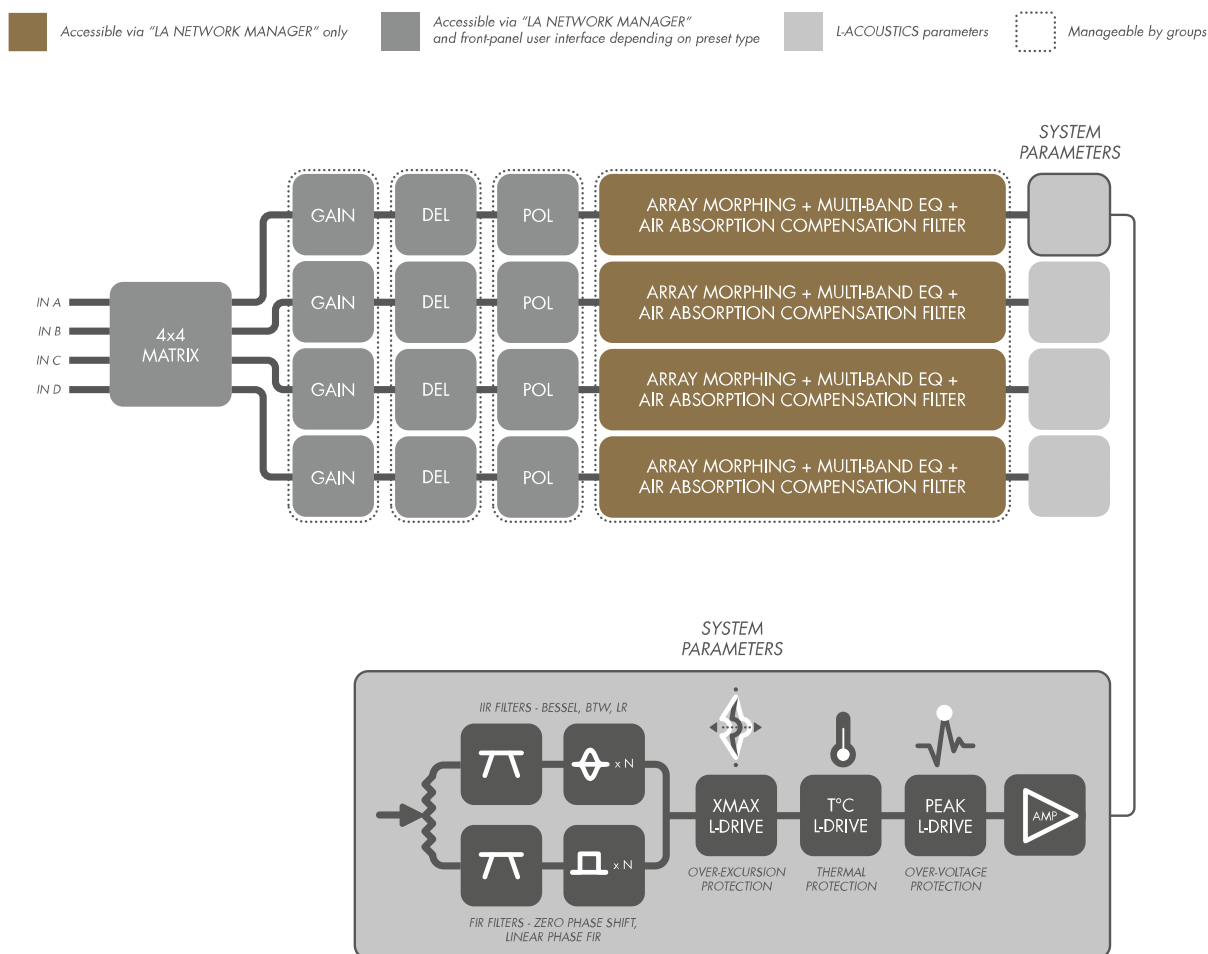 Accessible via "LA NETWORK MANAGER" only
Accessible via "LA NETWORK MANAGER"
and front-panel user interface depending on preset type
L-ACOUSTICS parameters
Manageable by groups
SYSTEM
PARAMETERS
GAIN
DEL
POL
ARRAY MORPHING + MULTI-BAND EQ +
AIR ABSORPTION COMPENSATION FILTER
GAIN
DEL
POL
ARRAY MORPHING + MULTI-BAND EQ +
AIR ABSORPTION COMPENSATION FILTER
IN A
IN B
IN C
IN D
4x4
MATRIX
GAIN
DEL
POL
ARRAY MORPHING + MULTI-BAND EQ +
AIR ABSORPTION COMPENSATION FILTER
GAIN
DEL
POL
ARRAY MORPHING + MULTI-BAND EQ +
AIR ABSORPTION COMPENSATION FILTER
SYSTEM
PARAMETERS
IIR FILTERS - BESSEL, BTW, LR
x N
x N
FIR FILTERS - ZERO PHASE SHIFT,
LINEAR PHASE FIR
XMAX
L-DRIVE
OVER-EXCURSION
PROTECTION
T°C
L-DRIVE
THERMAL
PROTECTION
PEAK
L-DRIVE
OVER-VOLTAGE
PROTECTION
AMP